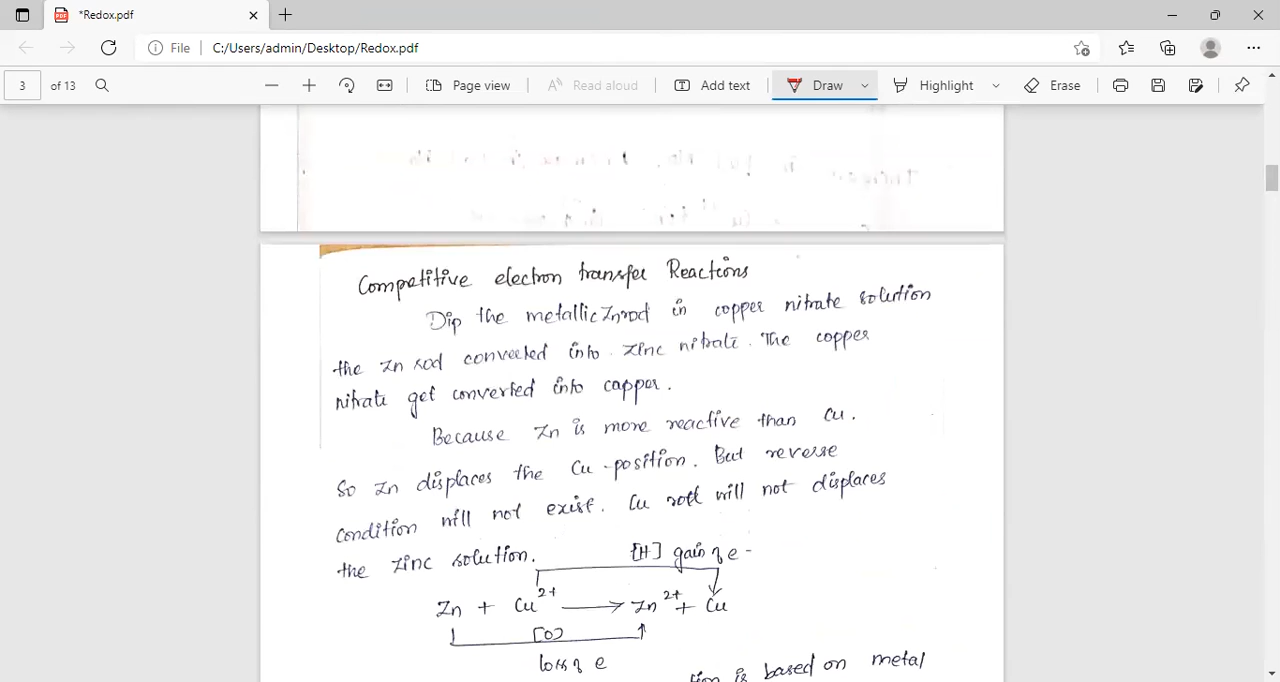 *Redox.pdf
File
C:/Users/admin/Desktop/Redox.pdf
3 of 13
Page view
Read aloud
Add text
Draw
Highlight
Erase
Competitive electron transfer Reactions
Dip the metallic Zn rod in copper nitrate solution
the Zn rod converted into zinc nitrate. The copper
nitrate get converted into copper.
Because Zn is more reactive than Cu.
So Zn displaces the Cu-position. But reverse
condition will not exist. Cu rod will not displaces
the zinc solution.
[H] gain of e-
Zn + Cu2+ → Zn2+ + Cu
[O]
loss of e
is based on metal